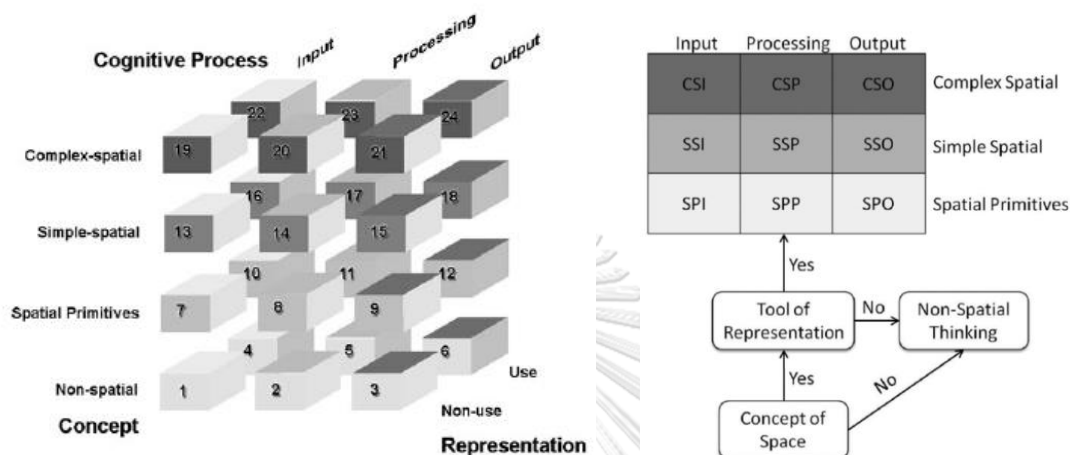 Cognitive Process
Input
Processing
Output
22
23
24
Complex-spatial
19
20
21
16
17
18
Simple-spatial
13
14
15
10
11
12
Spatial Primitives
7
8
9
4
5
6
Use
Non-spatial
1
2
3
Non-use
Concept
Representation
Input Processing Output
CSI CSP CSO Complex Spatial
SSI SSP SSO Simple Spatial
SPI SPP SPO Spatial Primitives
Yes
Tool of
Representation
No
Non-Spatial
Thinking
Yes
No
Concept of
Space